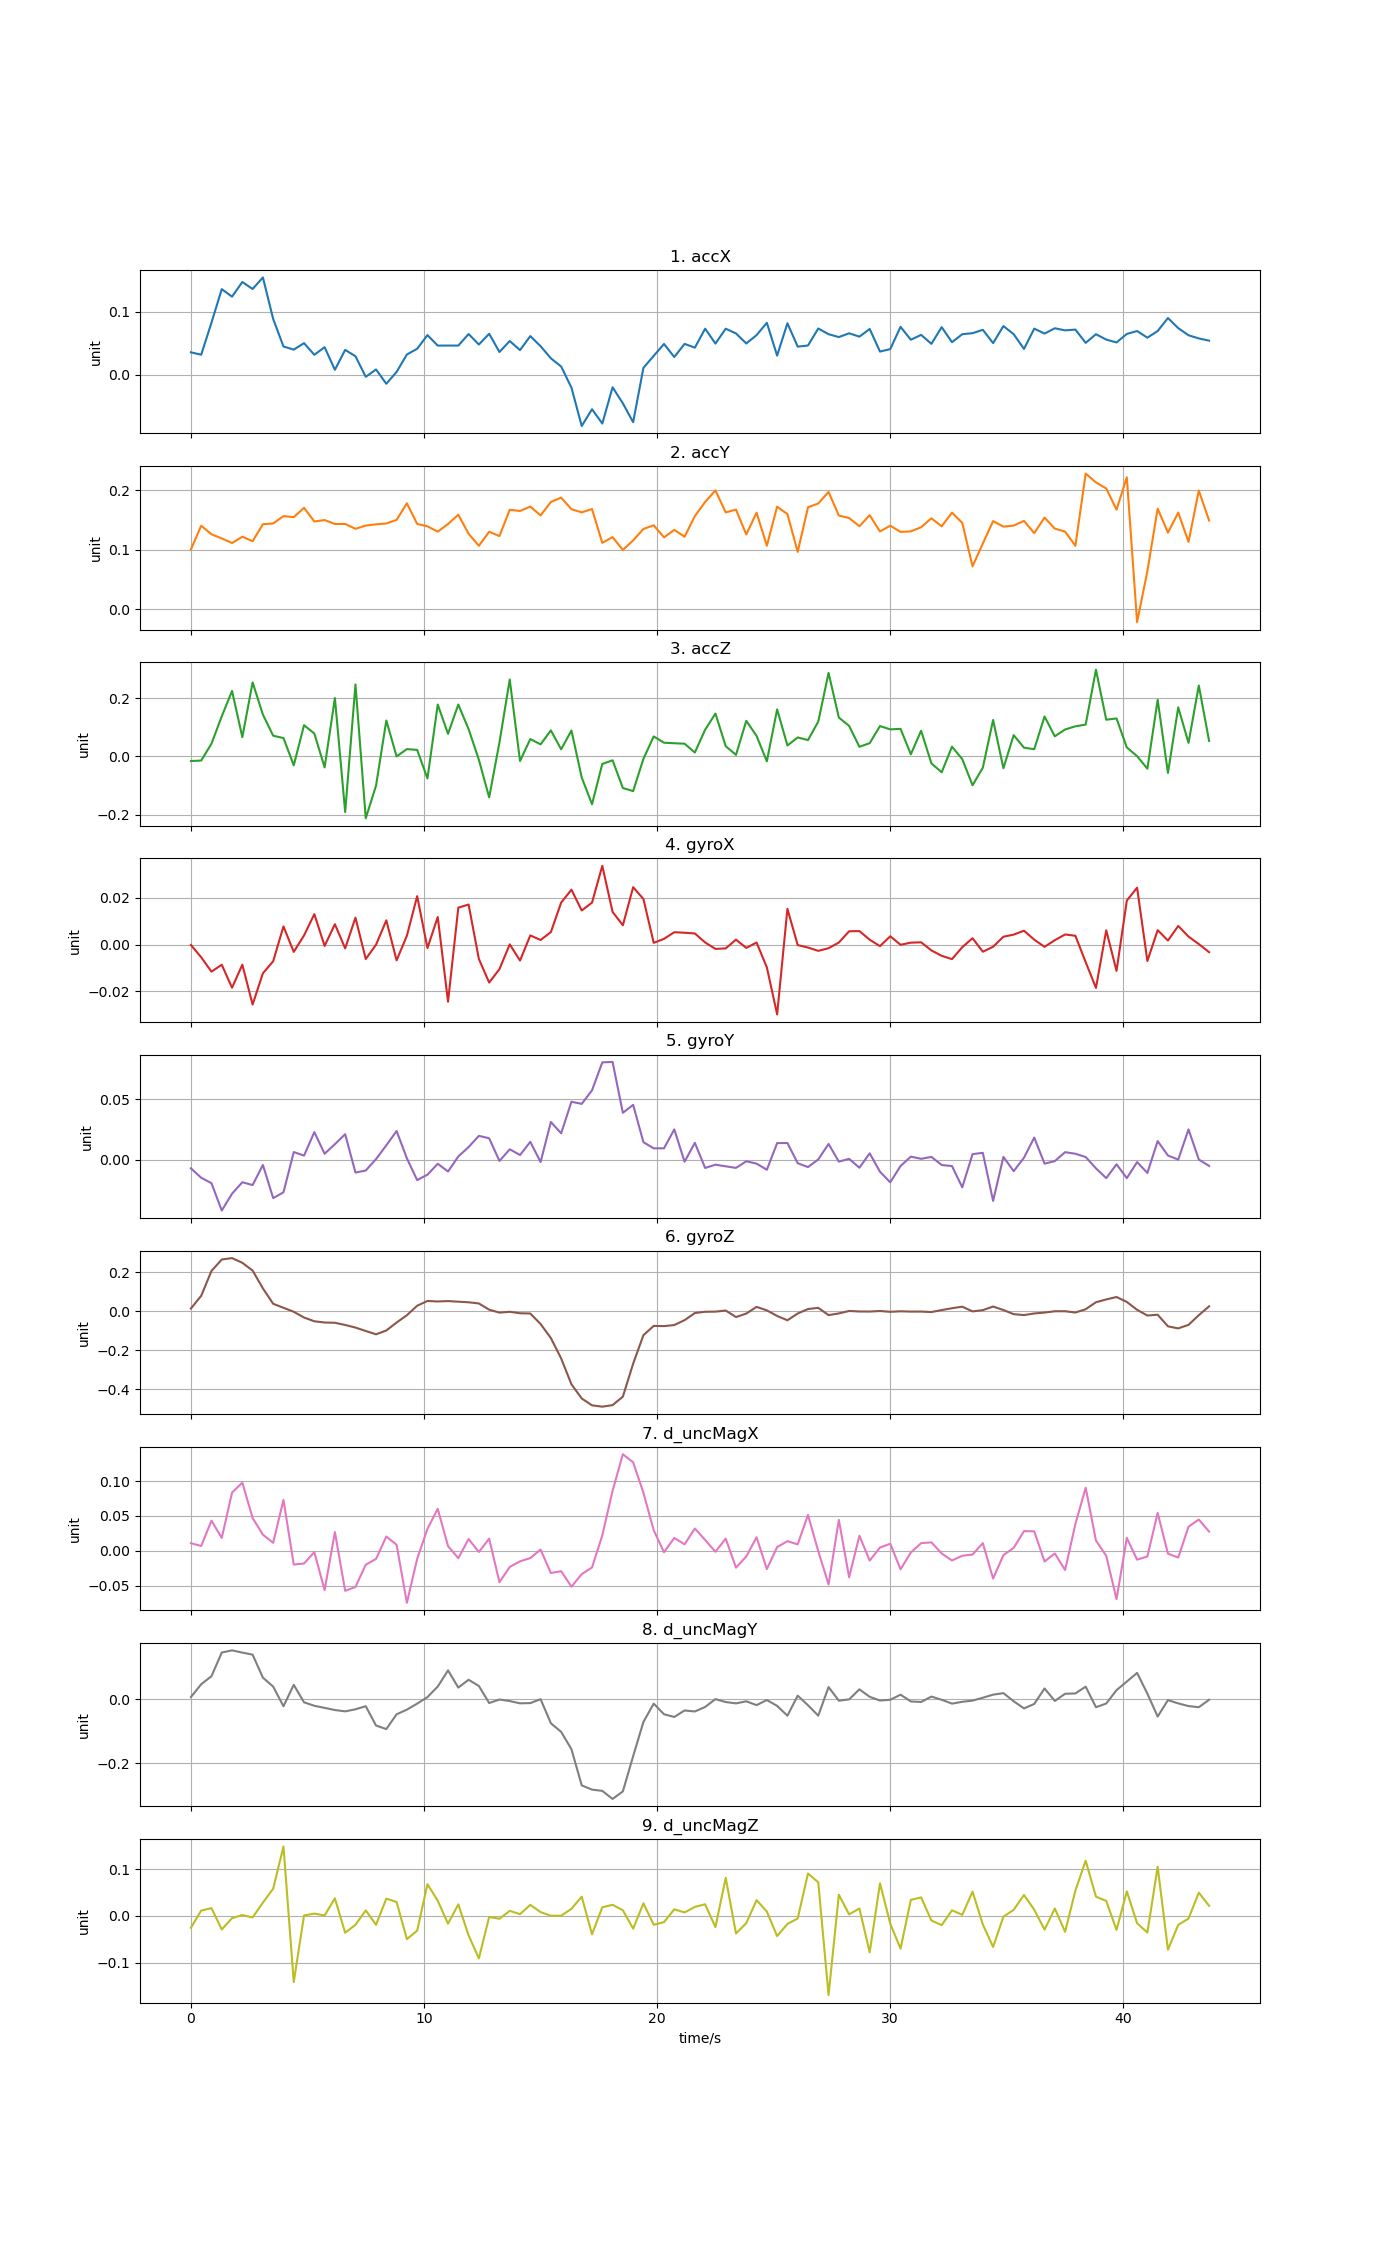 1. accX
0.1
0.0
unit
2. accY
0.2
0.1
0.0
unit
3. accZ
0.2
0.0
−0.2
unit
4. gyroX
0.02
0.00
−0.02
unit
5. gyroY
0.05
0.00
unit
6. gyroZ
0.2
0.0
−0.2
−0.4
unit
7. d_uncMagX
0.10
0.05
0.00
−0.05
unit
8. d_uncMagY
0.0
−0.2
unit
9. d_uncMagZ
0.1
0.0
−0.1
unit
0 10 20 30 40
time/s